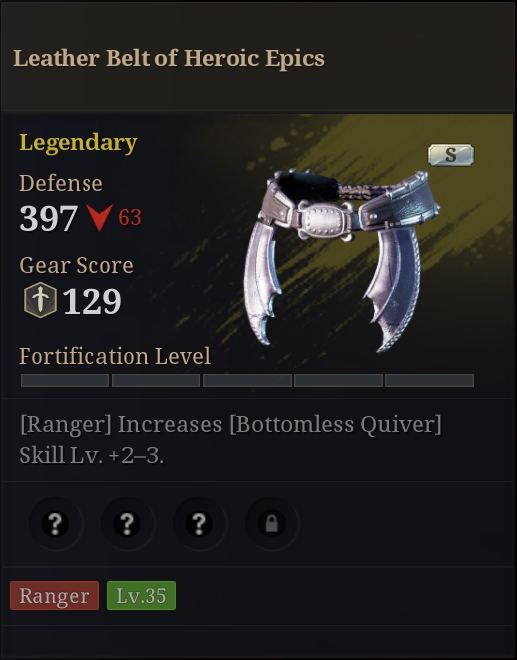 Leather Belt of Heroic Epics
Legendary
S
Defense
397 63
Gear Score
129
Fortification Level
[Ranger] Increases [Bottomless Quiver]
Skill Lv. +2–3.
? ? ?
Ranger Lv.35